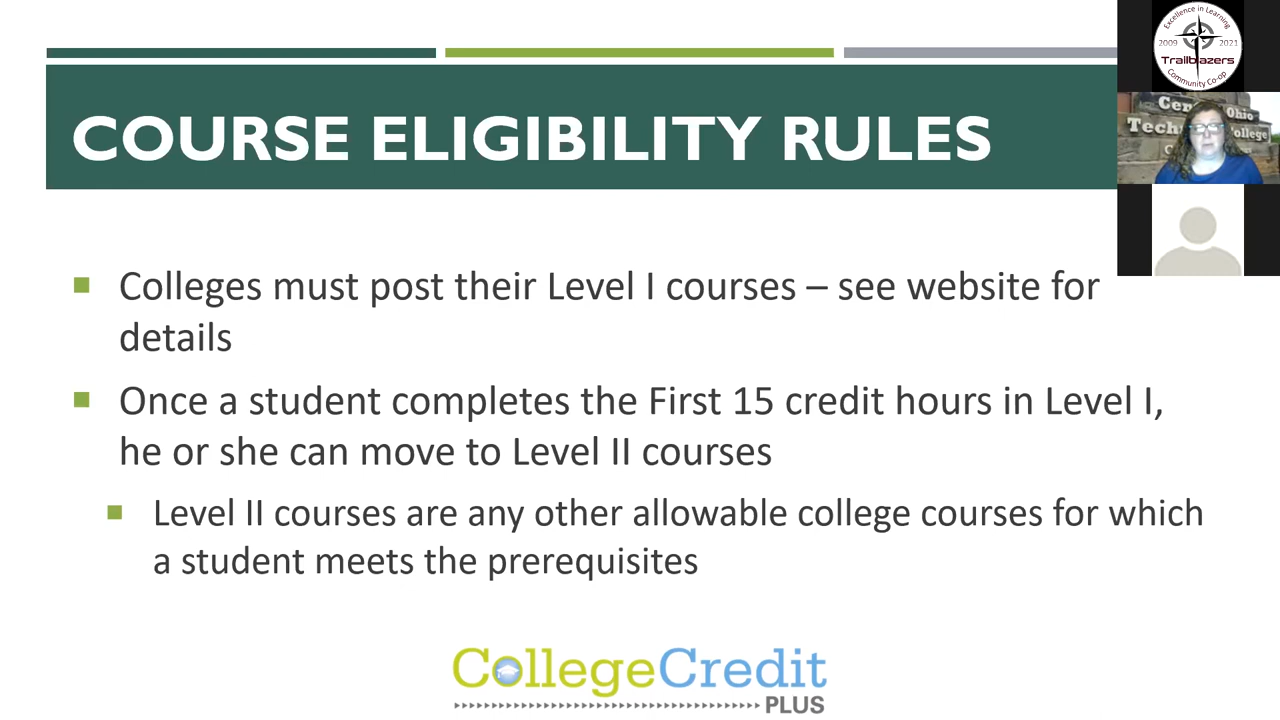 COURSE ELIGIBILITY RULES
Excellence in Learning
2009
2021
Trailblazers
Community Co-op
Ohio
College
Colleges must post their Level I courses – see website for
details
Once a student completes the First 15 credit hours in Level I,
he or she can move to Level II courses
Level II courses are any other allowable college courses for which
a student meets the prerequisites
CollegeCredit
PLUS